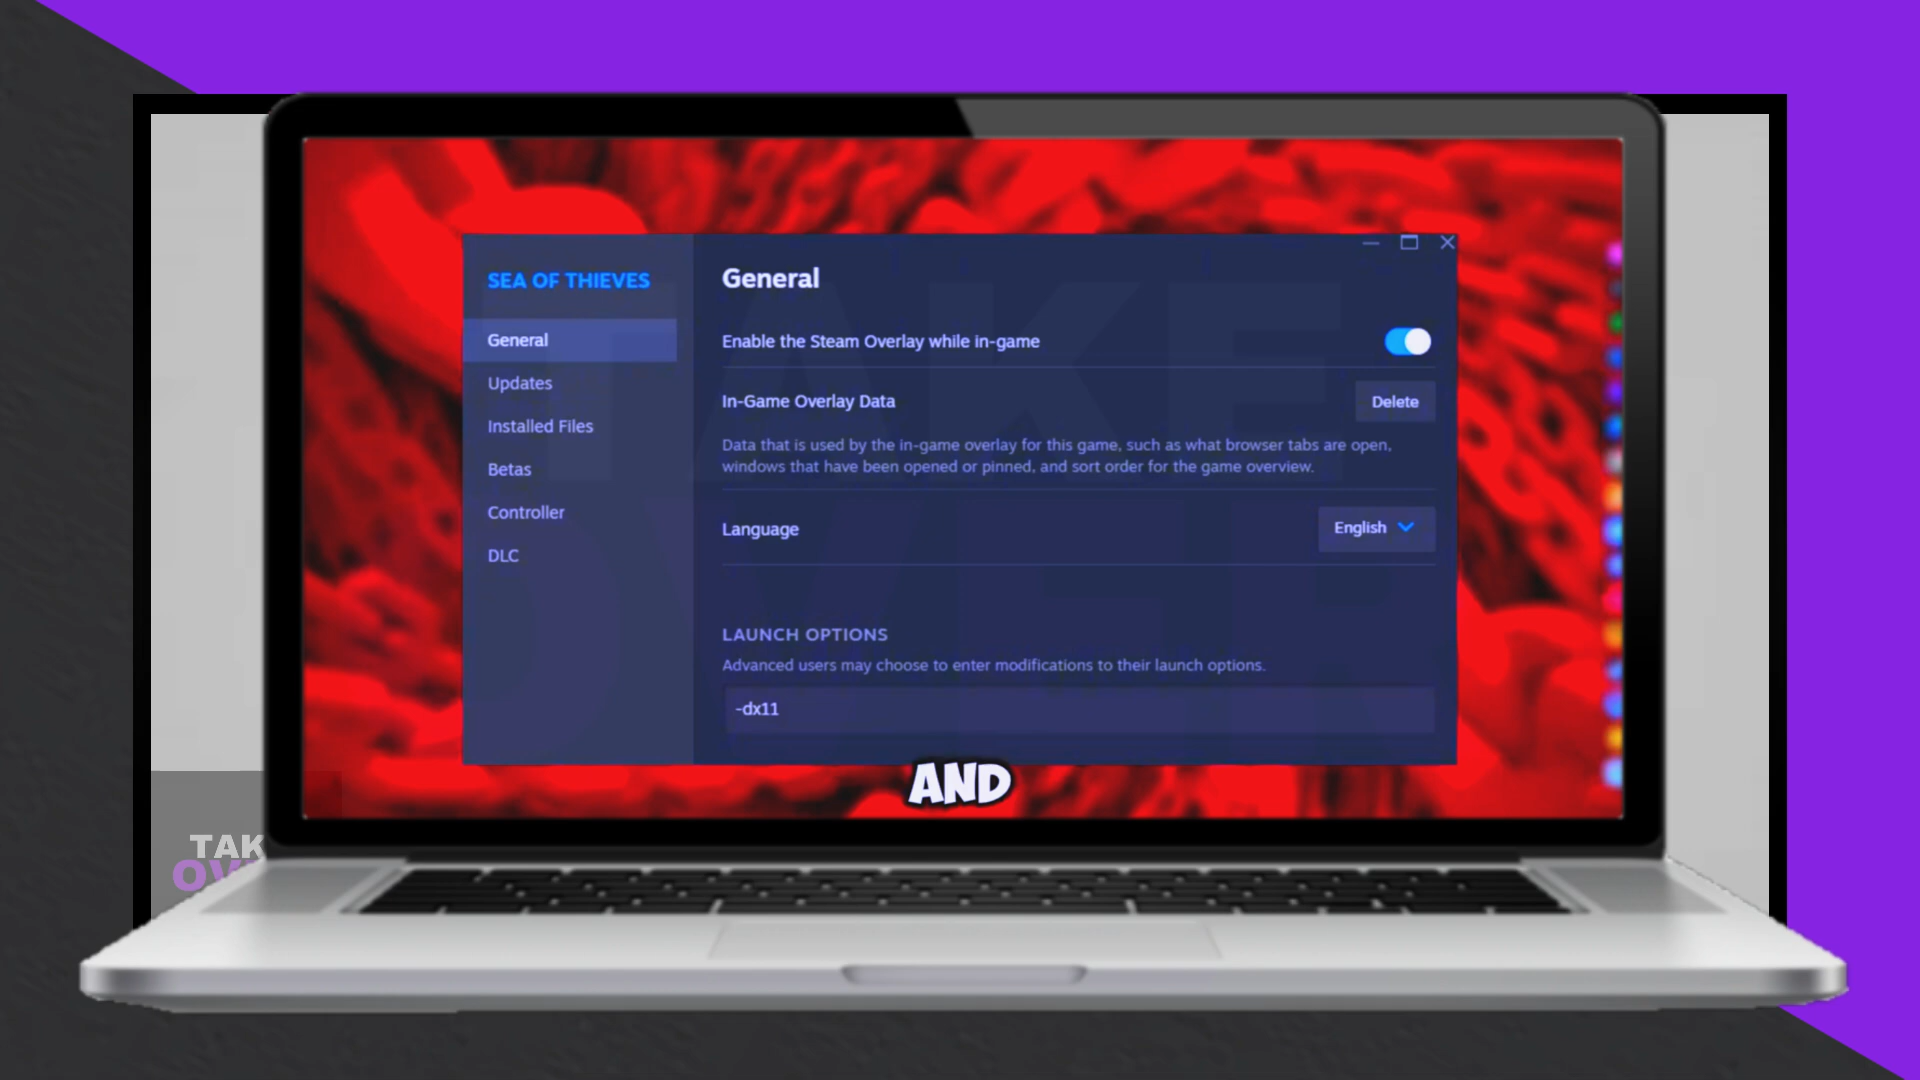 SEA OF THIEVES
General
Updates
Installed Files
Betas
Controller
DLC
General
Enable the Steam Overlay while in-game
In-Game Overlay Data
Delete
Data that is used by the in-game overlay for this game, such as what browser tabs are open,
windows that have been opened or pinned, and sort order for the game overview.
Language
English
LAUNCH OPTIONS
Advanced users may choose to enter modifications to their launch options.
-dx11
AND
TAKE
OVER
TAK
OV